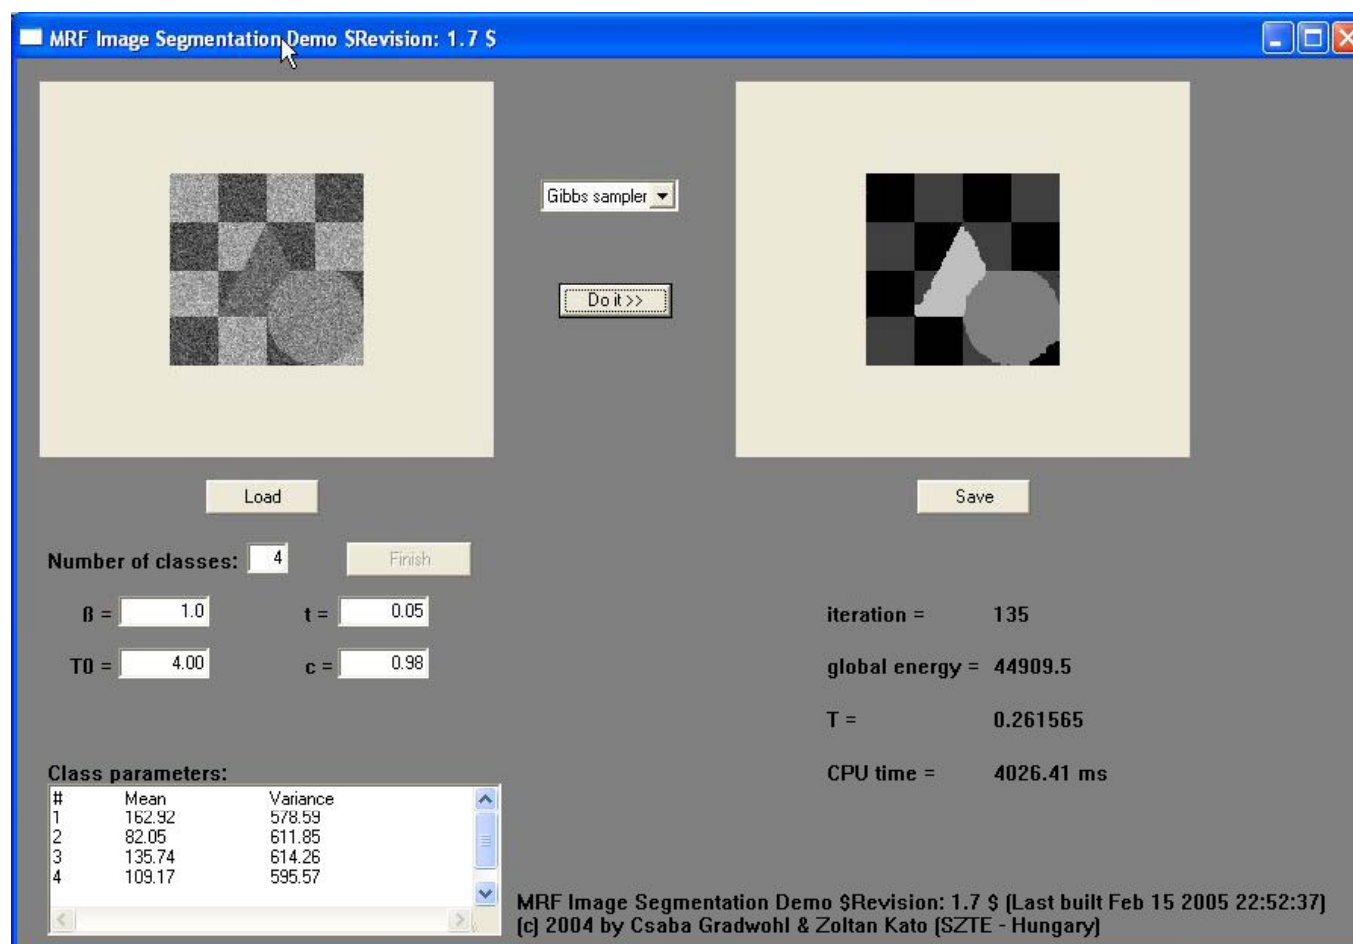 MRF Image Segmentation Demo $Revision: 1.7 $
Gibbs sampler
Do it >>
Load
Save
Number of classes: 4
Finish
ß = 1.0
t = 0.05
T0 = 4.00
c = 0.98
iteration = 135
global energy = 44909.5
T = 0.261565
CPU time = 4026.41 ms
Class parameters:
# Mean Variance
1 162.92 578.59
2 82.05 611.85
3 135.74 614.26
4 109.17 595.57
MRF Image Segmentation Demo $Revision: 1.7 $ (Last built Feb 15 2005 22:52:37)
(c) 2004 by Csaba Gradwohl & Zoltan Kato (SZTE - Hungary)